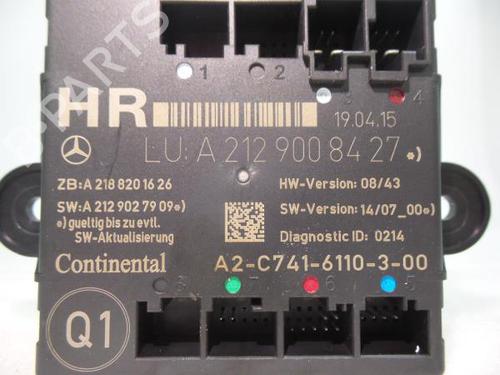 1 2 3 4
HR
19.04.15
LU: A 212 900 84 27 *)
ZB: A 218 820 16 26
HW-Version: 08/43
SW: A 212 902 79 09*)
SW-Version: 14/07_00*)
*) gueltig bis zu evtl.
SW-Aktualisierung
Diagnostic ID: 0214
Continental
A2-C741-6110-3-00
8 7 6 5
Q1
B PARTS